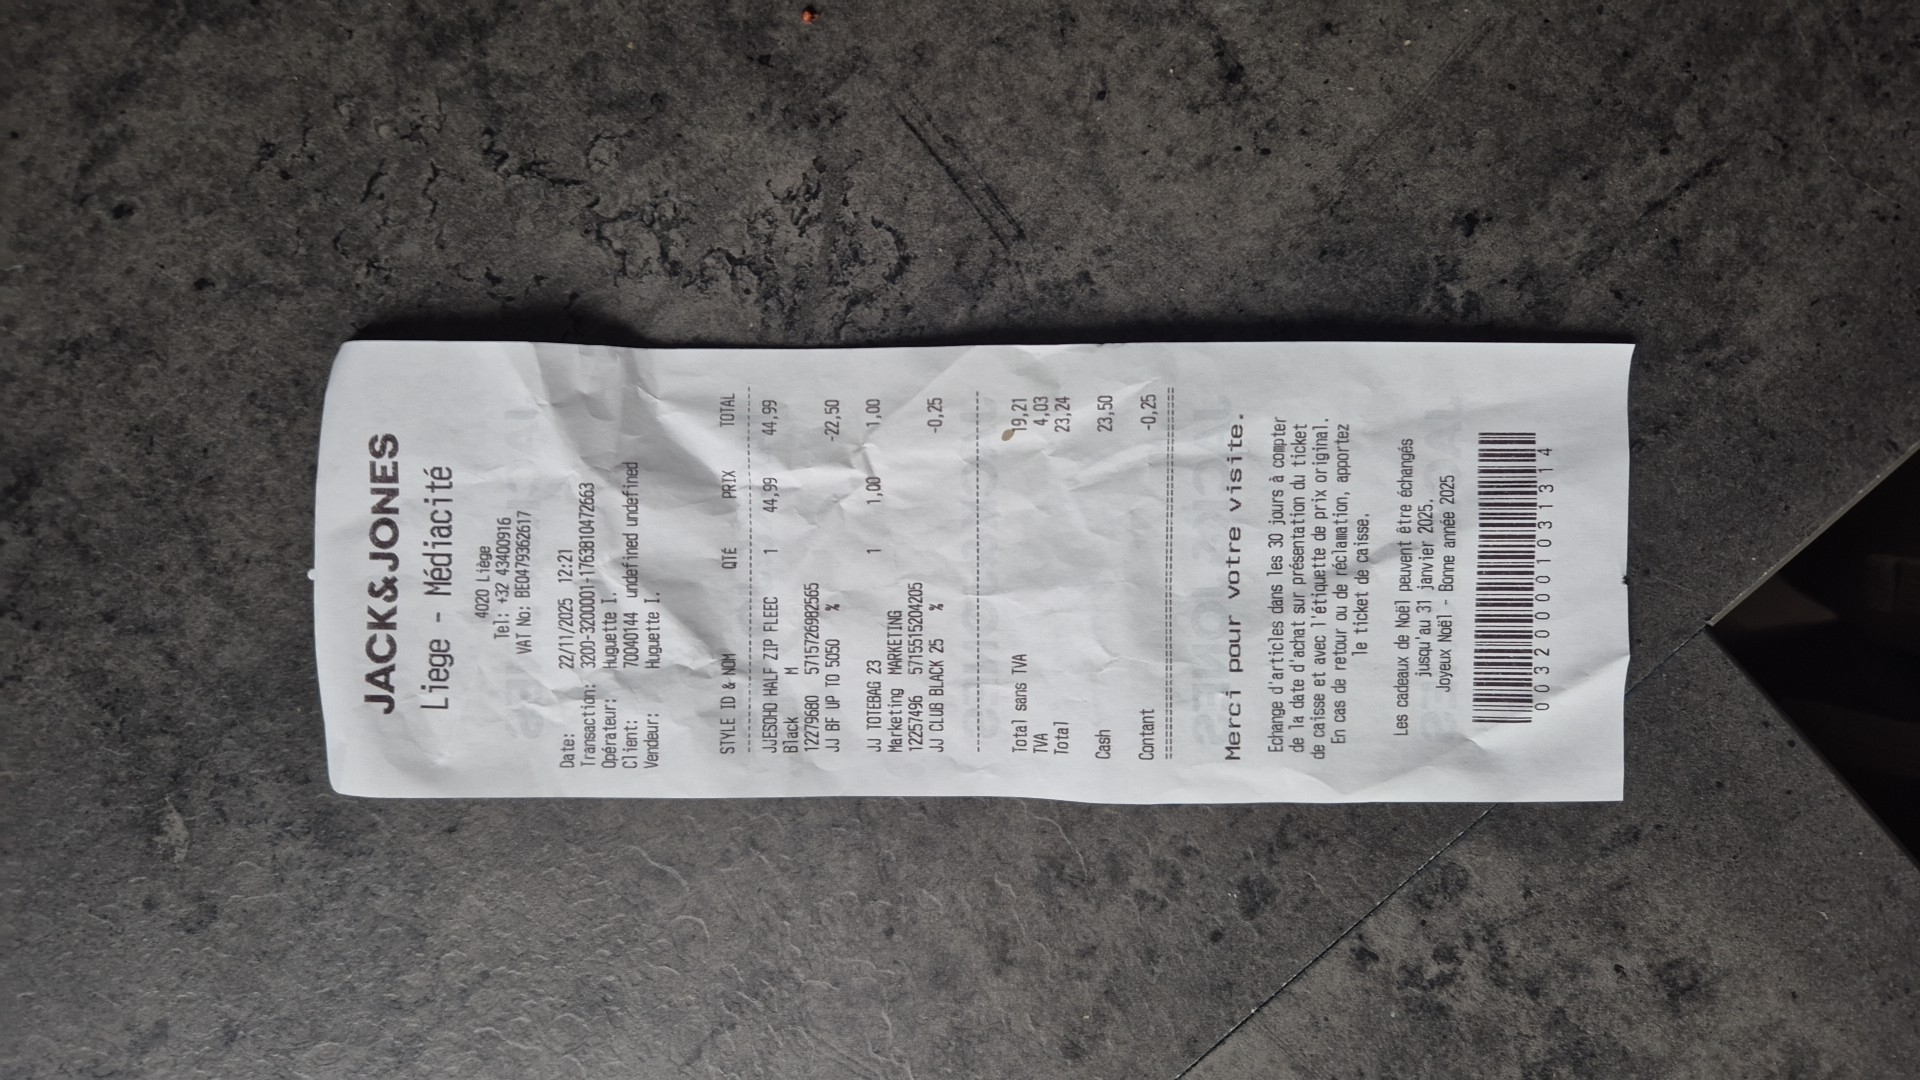 JACK&JONES
Liege - Médiacité
4020 Liège
Tel: +32 43400916
VAT No: BE0479362617
Date: 22/11/2025 12:21
Transaction: 3200-3200001-1763810472663
Opérateur: Huguette I.
Client: 70040144 undefined undefined
Vendeur: Huguette I.
STYLE ID & NOM QTÉ PRIX TOTAL
JJESOHO HALF ZIP FLEEC 1 44,99 44,99
Black M
12279680 5715726982565
JJ BF UP TO 5050 % -22,50
JJ TOTEBAG 23 1 1,00 1,00
Marketing MARKETING
12257496 5715515204205
JJ CLUB BLACK 25 % -0,25
Total sans TVA 19,21
TVA 4,03
Total 23,24
Cash 23,50
Contant -0,25
Merci pour votre visite.
Echange d'articles dans les 30 jours à compter
de la date d'achat sur présentation du ticket
de caisse et avec l'étiquette de prix original.
En cas de retour ou de réclamation, apportez
le ticket de caisse.
Les cadeaux de Noël peuvent être échangés
jusqu'au 31 janvier 2025.
Joyeux Noël - Bonne année 2025
0032000010313​14